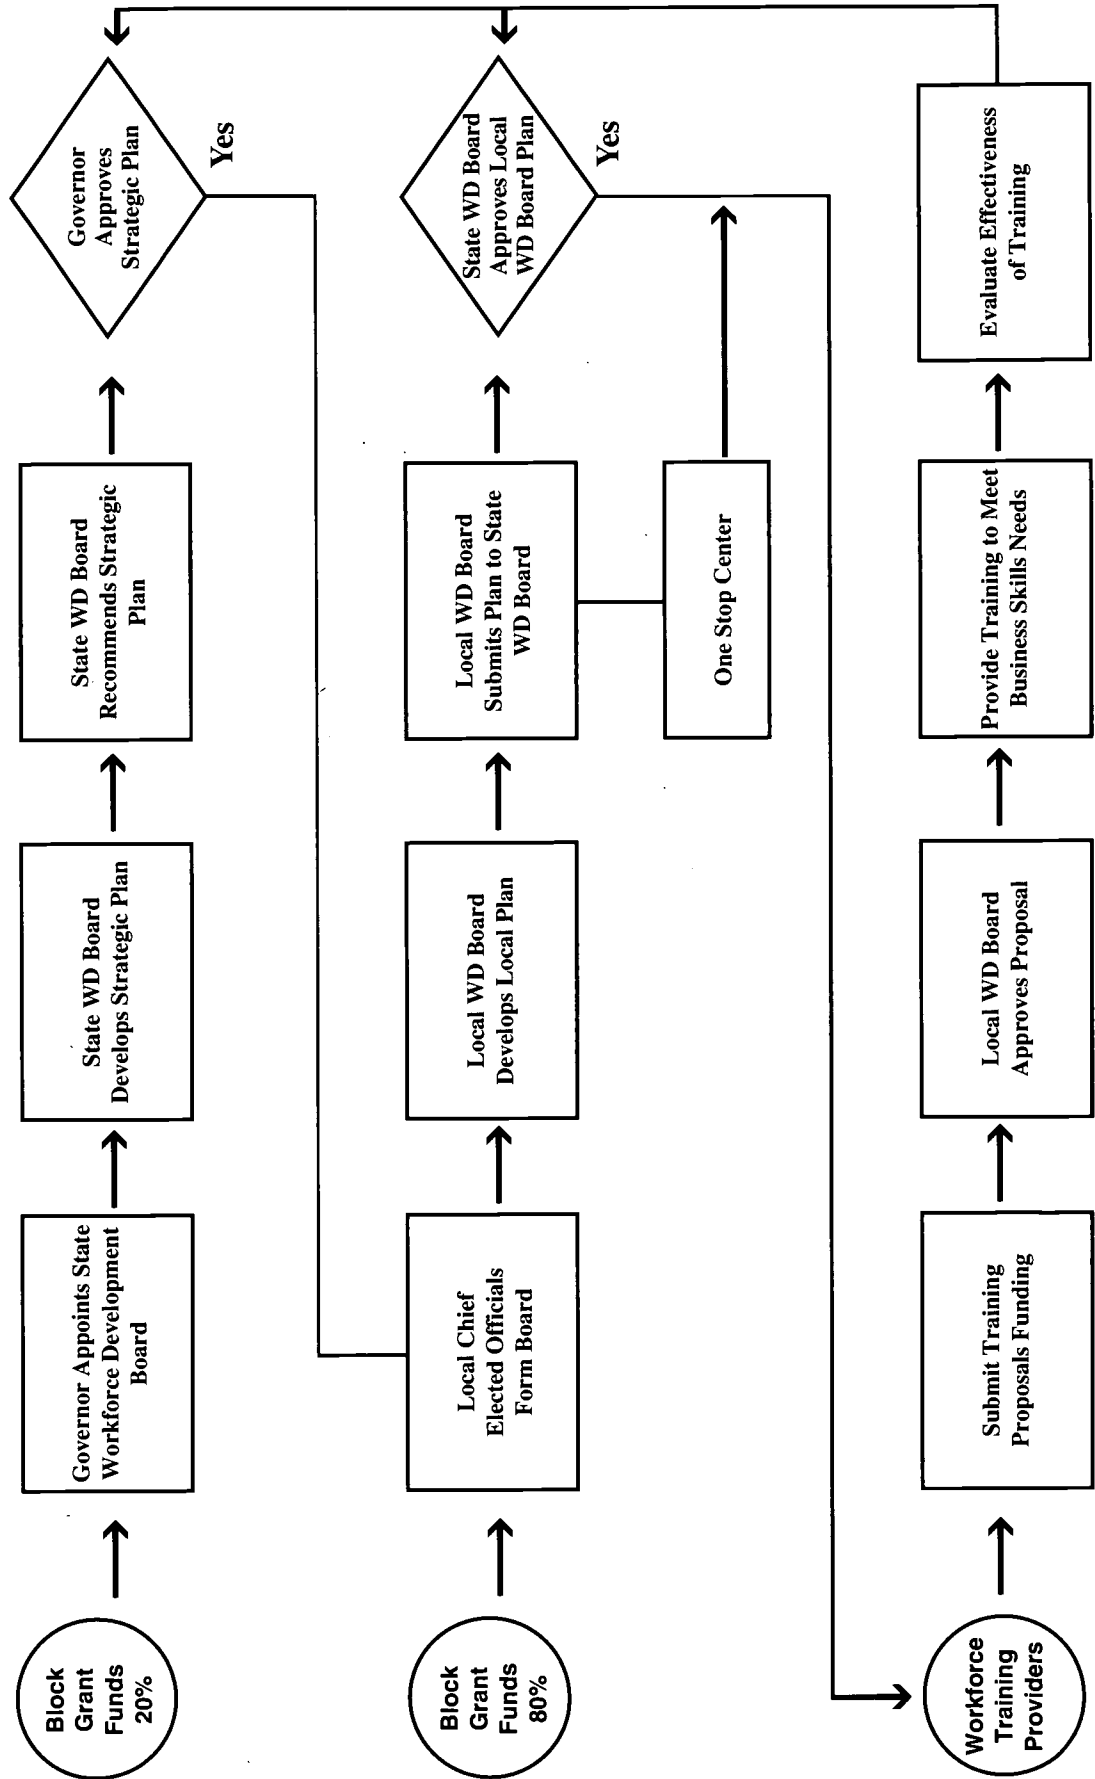 Block
Grant
Funds
20%
Governor Appoints State
Workforce Development
Board
State WD Board
Develops Strategic Plan
State WD Board
Recommends Strategic
Plan
Governor
Approves
Strategic Plan
Yes
Block
Grant
Funds
80%
Local Chief
Elected Officials
Form Board
Local WD Board
Develops Local Plan
Local WD Board
Submits Plan to State
WD Board
State WD Board
Approves Local
WD Board Plan
Yes
One Stop Center
Workforce
Training
Providers
Submit Training
Proposals Funding
Local WD Board
Approves Proposal
Provide Training to Meet
Business Skills Needs
Evaluate Effectiveness
of Training